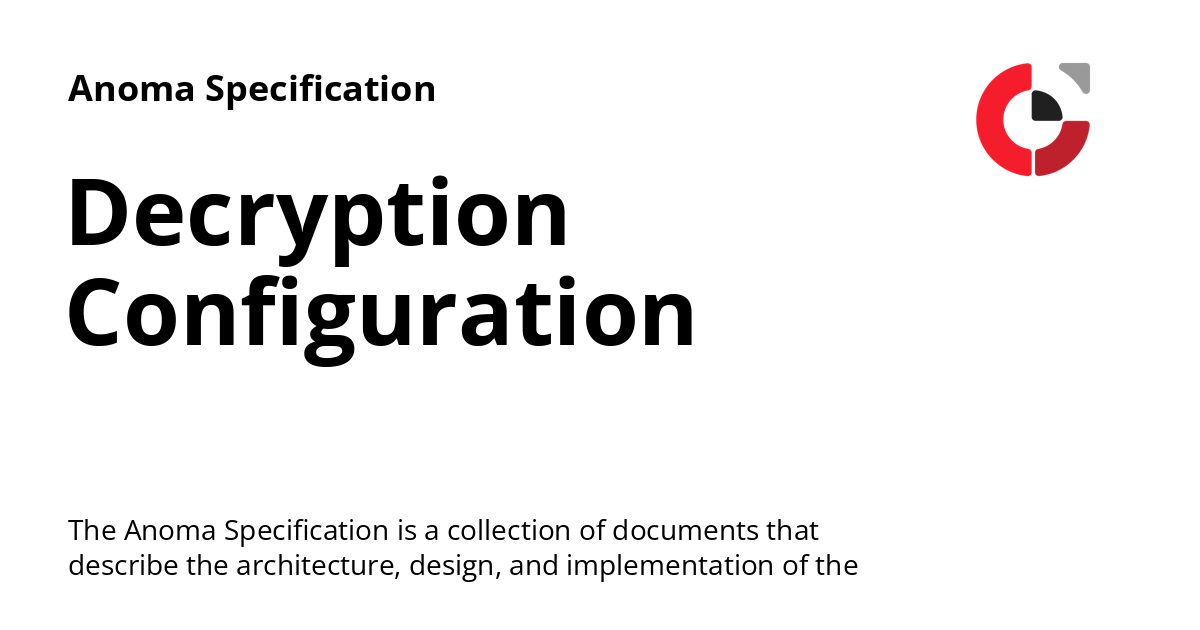 Anoma Specification
Decryption
Configuration
The Anoma Specification is a collection of documents that
describe the architecture, design, and implementation of the